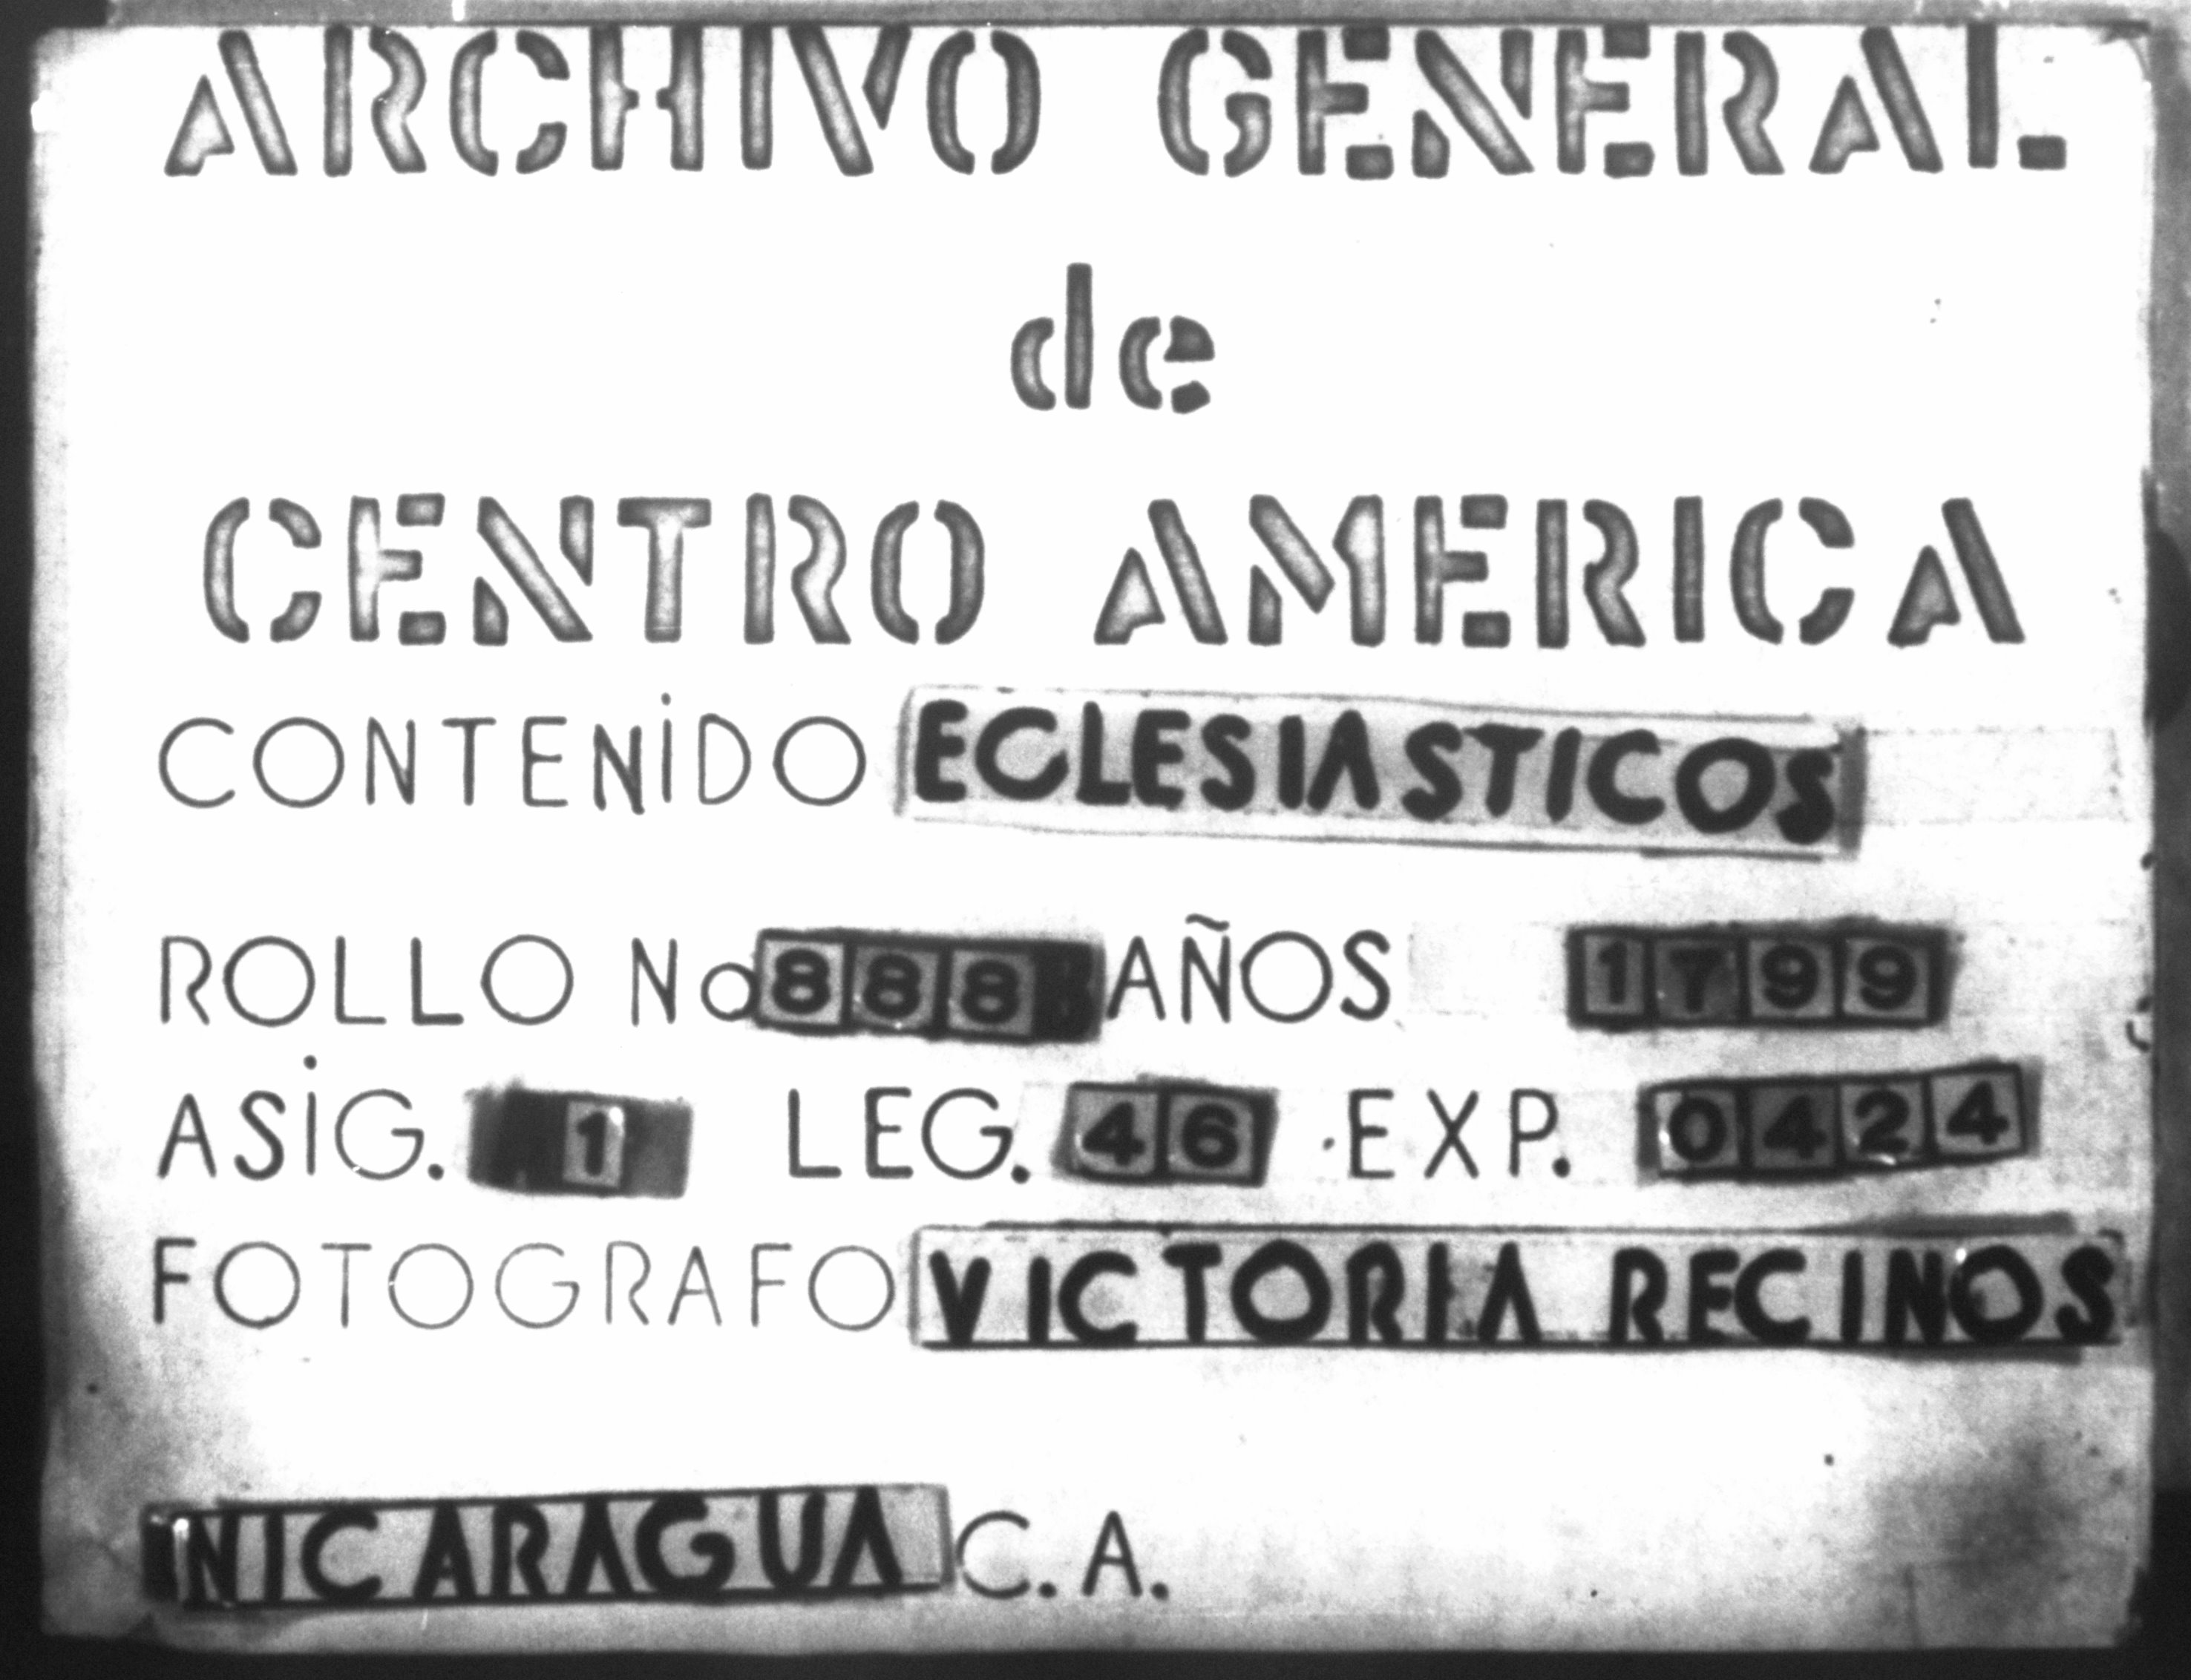 ARCHIVO GENERAL
de
CENTRO AMERICA
CONTENIDO ECLESIASTICOS
ROLLO No 888 AÑOS 1799
ASIG. 1 LEG. 46 EXP. 0424
FOTOGRAFO VICTORIA RECINOS
NICARAGUA C.A.